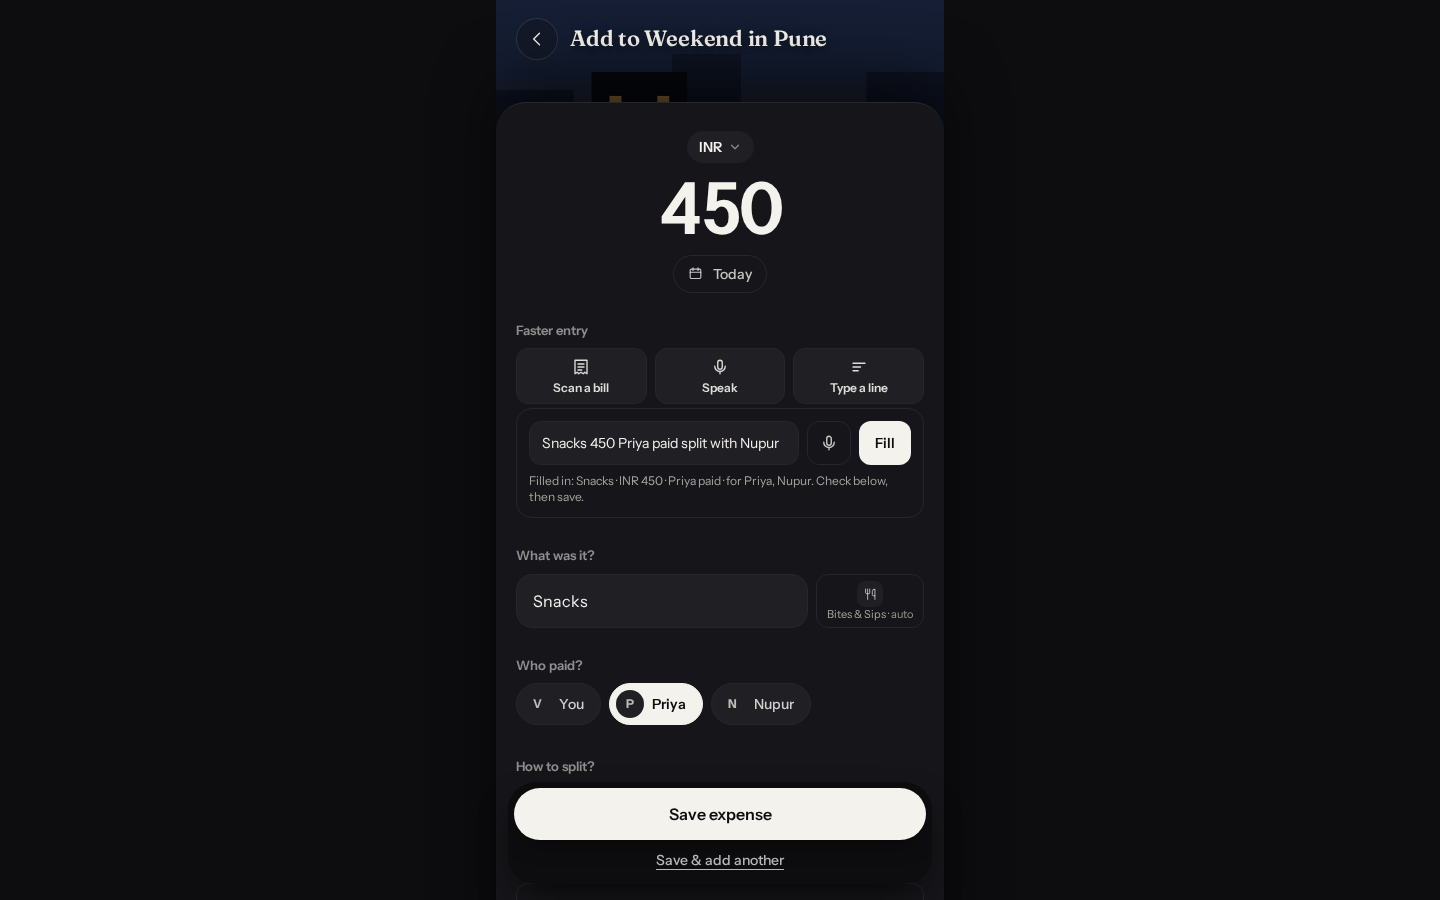 Add to Weekend in Pune
INR
450
Today
Faster entry
Scan a bill
Speak
Type a line
Snacks 450 Priya paid split with Nupur
Fill
Filled in: Snacks · INR 450 · Priya paid · for Priya, Nupur. Check below,
then save.
What was it?
Snacks
Bites & Sips · auto
Who paid?
V You
P Priya
N Nupur
How to split?
Save expense
Save & add another